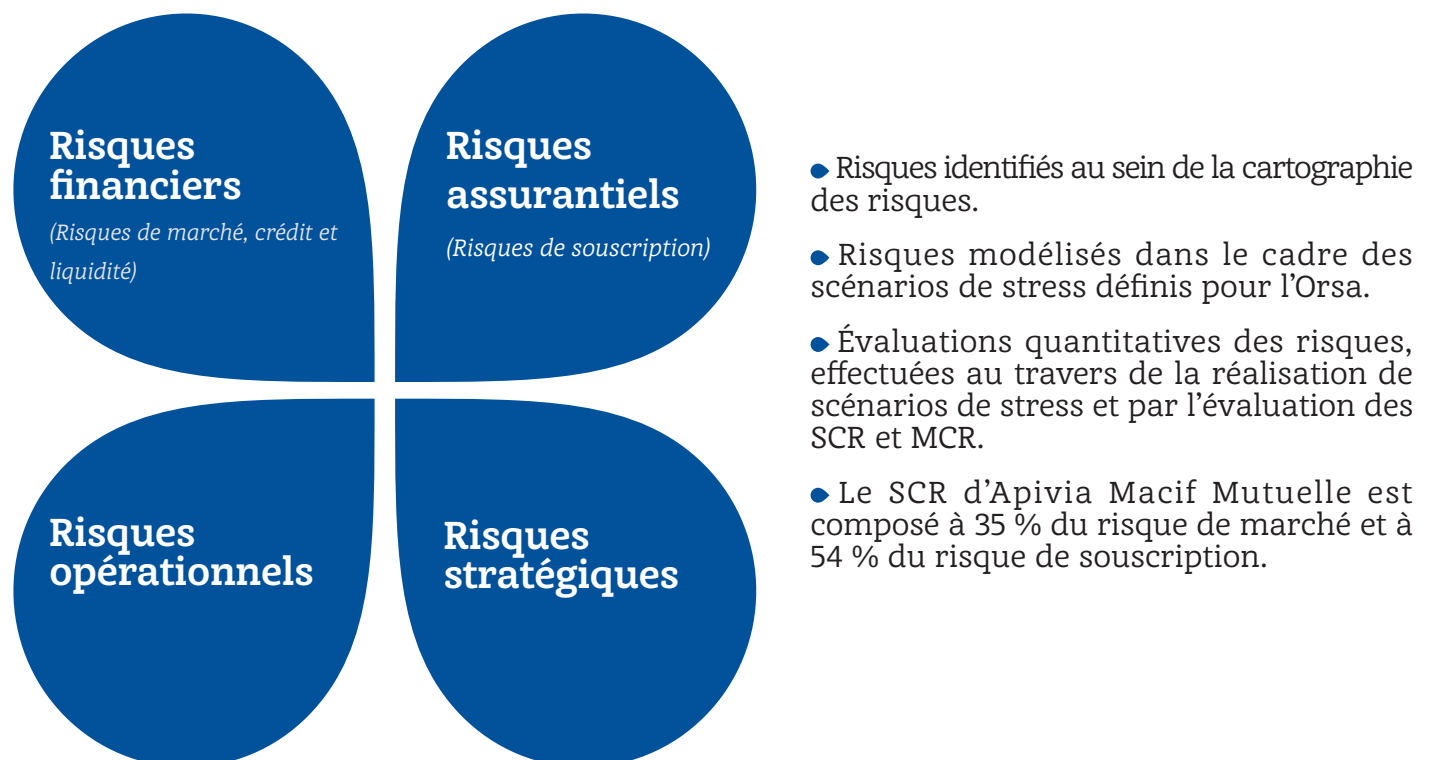 Risques
financiers
(Risques de marché, crédit et
liquidité)
Risques
assurantiels
(Risques de souscription)
Risques
opérationnels
Risques
stratégiques
Risques identifiés au sein de la cartographie
des risques.
Risques modélisés dans le cadre des
scénarios de stress définis pour l’Orsa.
Évaluations quantitatives des risques,
effectuées au travers de la réalisation de
scénarios de stress et par l’évaluation des
SCR et MCR.
Le SCR d’Apivia Macif Mutuelle est
composé à 35 % du risque de marché et à
54 % du risque de souscription.